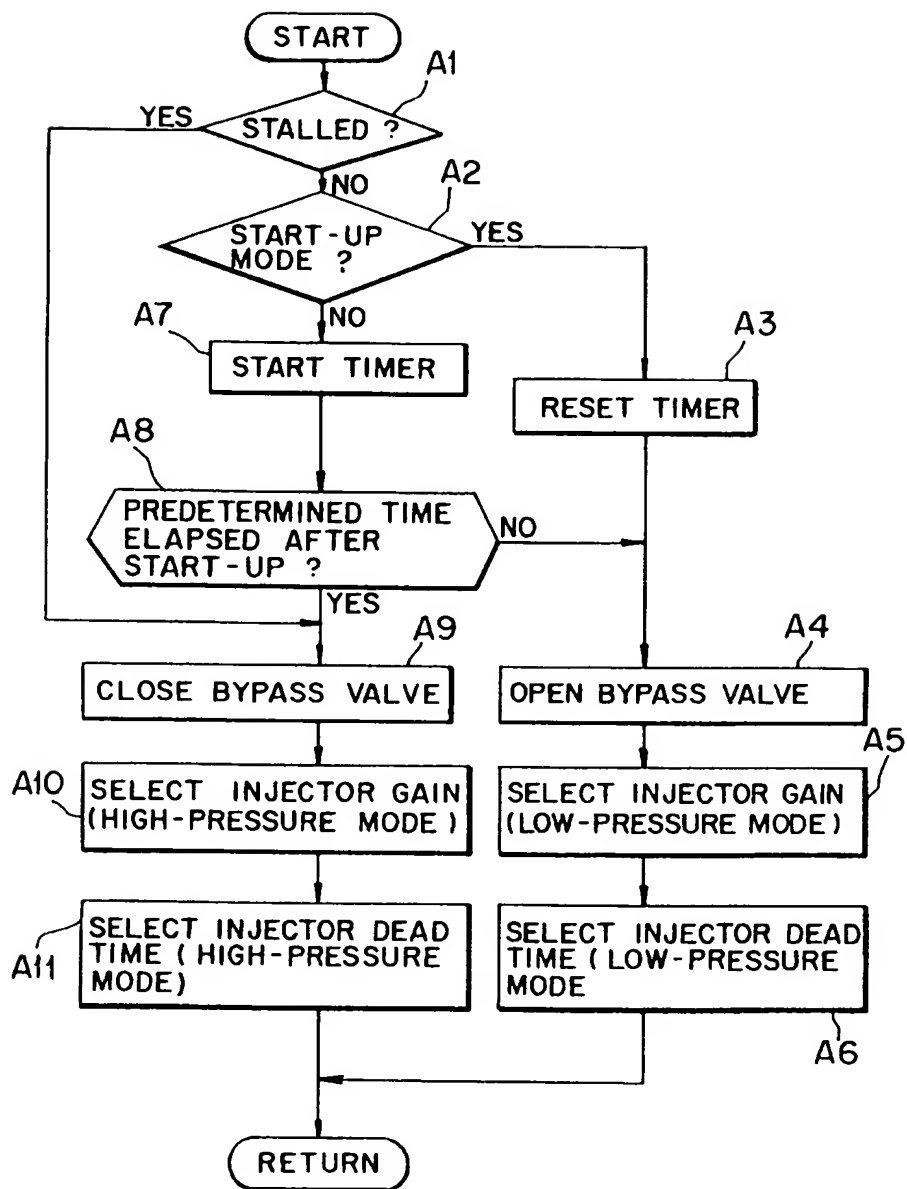 START
A1
YES
STALLED ?
NO
A2
START-UP
MODE ?
YES
NO
A7
START TIMER
A3
RESET TIMER
A8
PREDETERMINED TIME
ELAPSED AFTER
START-UP ?
NO
YES
A9
CLOSE BYPASS VALVE
A4
OPEN BYPASS VALVE
A10
SELECT INJECTOR GAIN
(HIGH-PRESSURE MODE)
A5
SELECT INJECTOR GAIN
(LOW-PRESSURE MODE)
A11
SELECT INJECTOR DEAD
TIME (HIGH-PRESSURE
MODE)
SELECT INJECTOR DEAD
TIME (LOW-PRESSURE
MODE
A6
RETURN